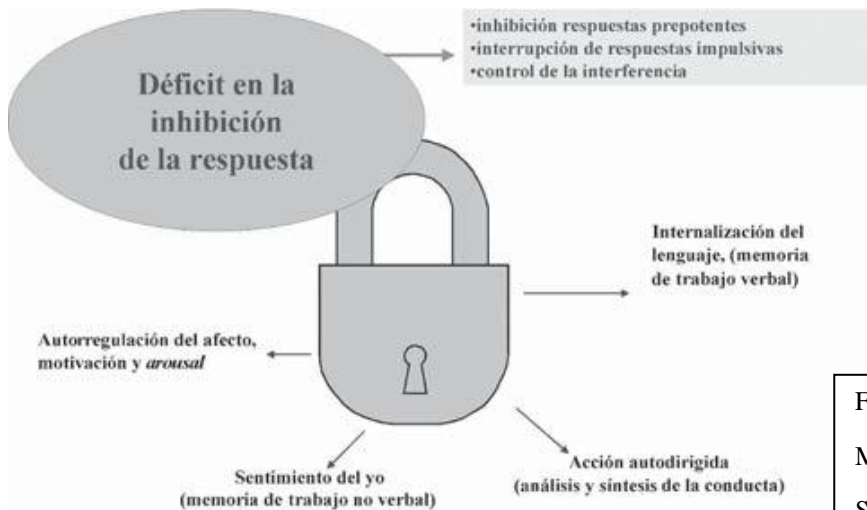 •inhibición respuestas prepotentes
•interrupción de respuestas impulsivas
•control de la interferencia
Déficit en la
inhibición
de la respuesta
Internalización del
lenguaje, (memoria
de trabajo verbal)
Autorregulación del afecto,
motivación y arousal
Sentimiento del yo
(memoria de trabajo no verbal)
Acción autodirigida
(análisis y síntesis de la conducta)
F
M
S